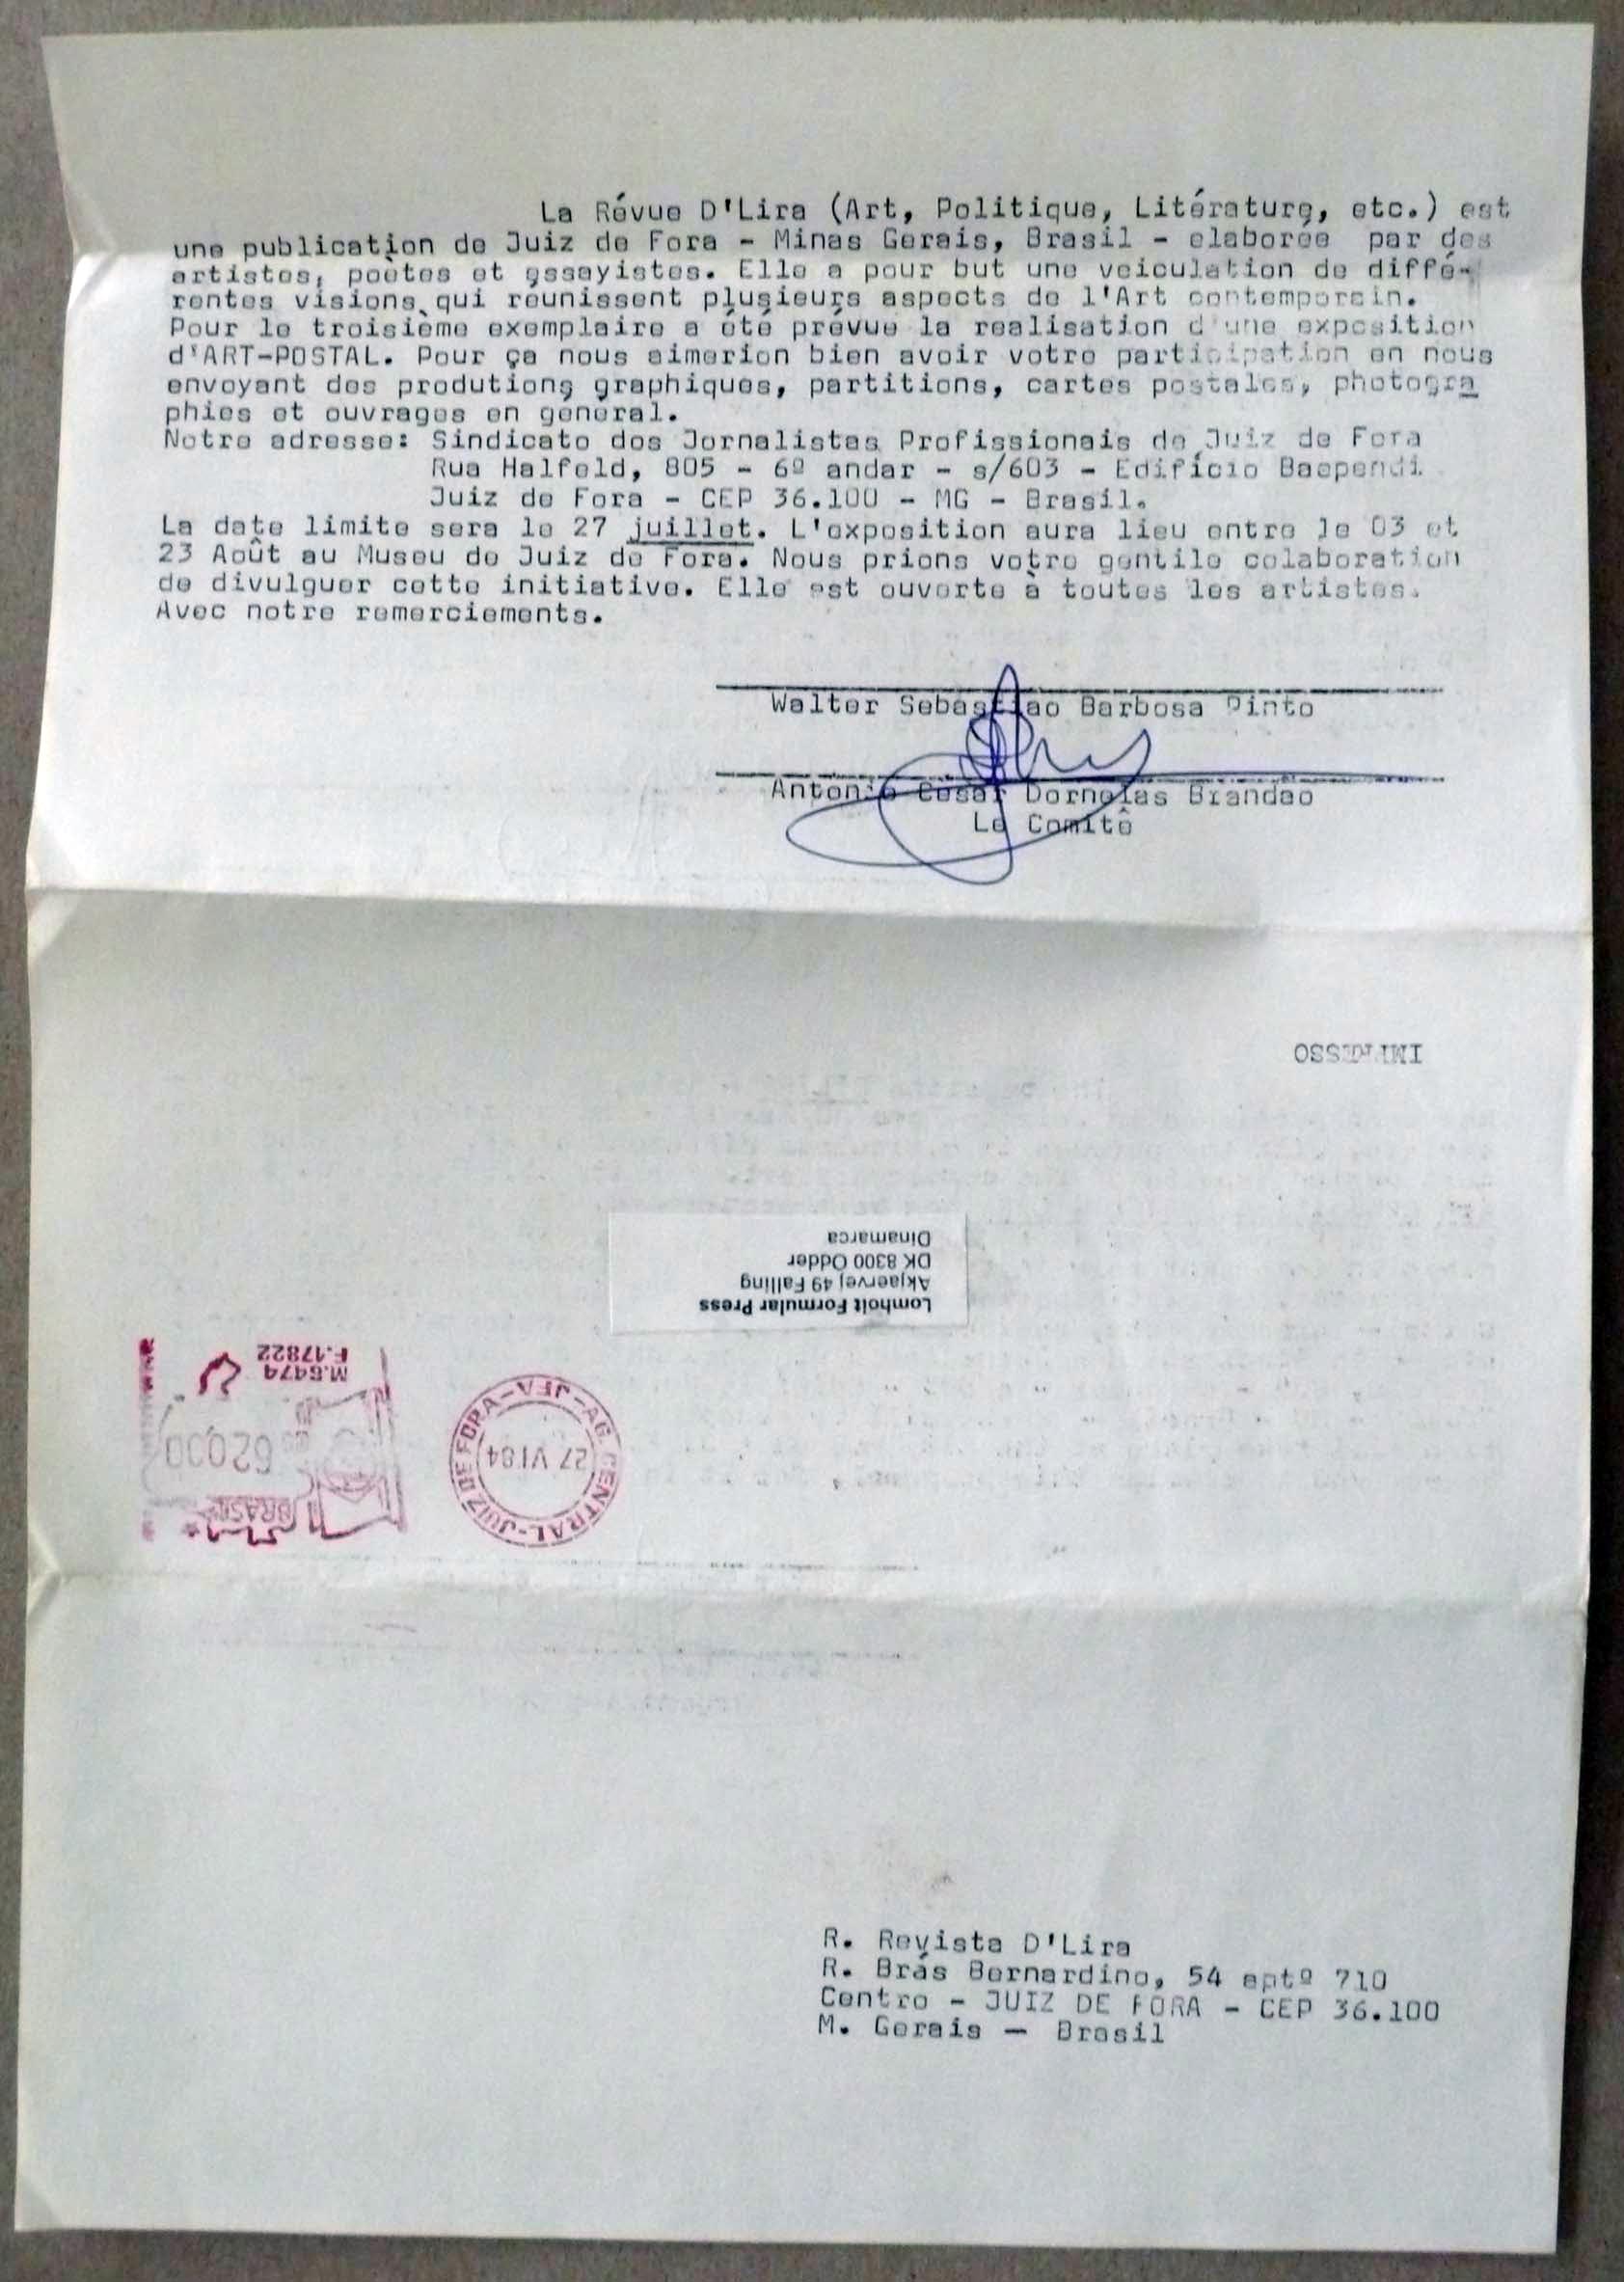 La Révue D'Lira (Art, Politique, Litérature, etc.) est
une publication de Juiz de Fora - Minas Gerais, Brasil - elaborée par des
artistes, poètes et essayistes. Elle a pour but une veiculation de diffé-
rentes visions qui reunissent plusieurs aspects de l'Art contemporain.
Pour le troisième exemplaire a été prévue la realisation d'une exposition
d'ART-POSTAL. Pour ça nous aimerion bien avoir votre participation en nous
envoyant des produtions graphiques, partitions, cartes postales, photogra
phies et ouvrages en general.
Notre adresse: Sindicato dos Jornalistas Profissionais de Juiz de Fora
Rua Halfeld, 805 - 6º andar - s/603 - Edifício Baependi
Juiz de Fora - CEP 36.100 - MG - Brasil.
La date limite sera le 27 juillet. L'exposition aura lieu entre le 03 et
23 Août au Museu de Juiz de Fora. Nous prions votre gentile colaboration
de divulguer cette initiative. Elle est ouverte à toutes les artistes.
Avec notre remerciements.
Walter Sebastiao Barbosa Pinto
Antonio Cesar Dornelas Brandao
Le Comitê
IMPRESSO
Lomholt Formular Press
Akjaervej 49 Falling
DK 8300 Odder
Dinamarca
AG. CENTRAL-JUIZ DE FORA-JFA-
27 VI 84
BRASIL
62000
M.6474
F.17822
R. Revista D'Lira
R. Brás Bernardino, 54 aptº 710
Centro - JUIZ DE FORA - CEP 36.100
M. Gerais - Brasil